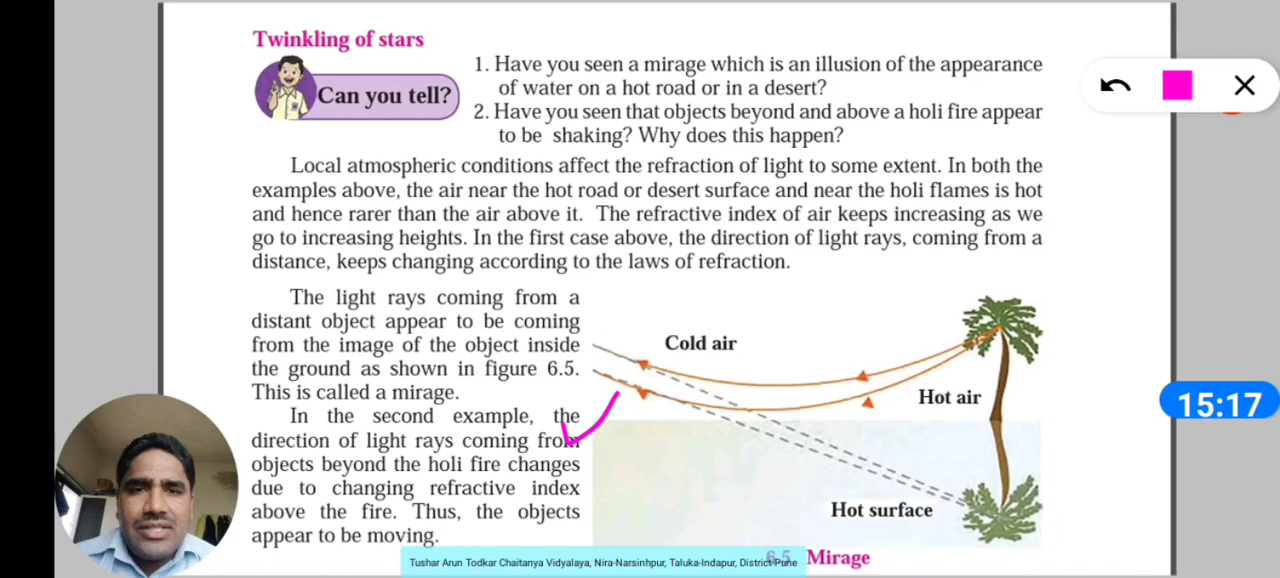 Twinkling of stars
Can you tell?
1. Have you seen a mirage which is an illusion of the appearance
of water on a hot road or in a desert?
2. Have you seen that objects beyond and above a holi fire appear
to be shaking? Why does this happen?
Local atmospheric conditions affect the refraction of light to some extent. In both the
examples above, the air near the hot road or desert surface and near the holi flames is hot
and hence rarer than the air above it. The refractive index of air keeps increasing as we
go to increasing heights. In the first case above, the direction of light rays, coming from a
distance, keeps changing according to the laws of refraction.
The light rays coming from a
distant object appear to be coming
from the image of the object inside
the ground as shown in figure 6.5.
This is called a mirage.
In the second example, the
direction of light rays coming from
objects beyond the holi fire changes
due to changing refractive index
above the fire. Thus, the objects
appear to be moving.
Cold air
Hot air
Hot surface
6.5 Mirage
15:17
Tushar Arun Todkar Chaitanya Vidyalaya, Nira-Narsinhpur, Taluka-Indapur, District-Pune